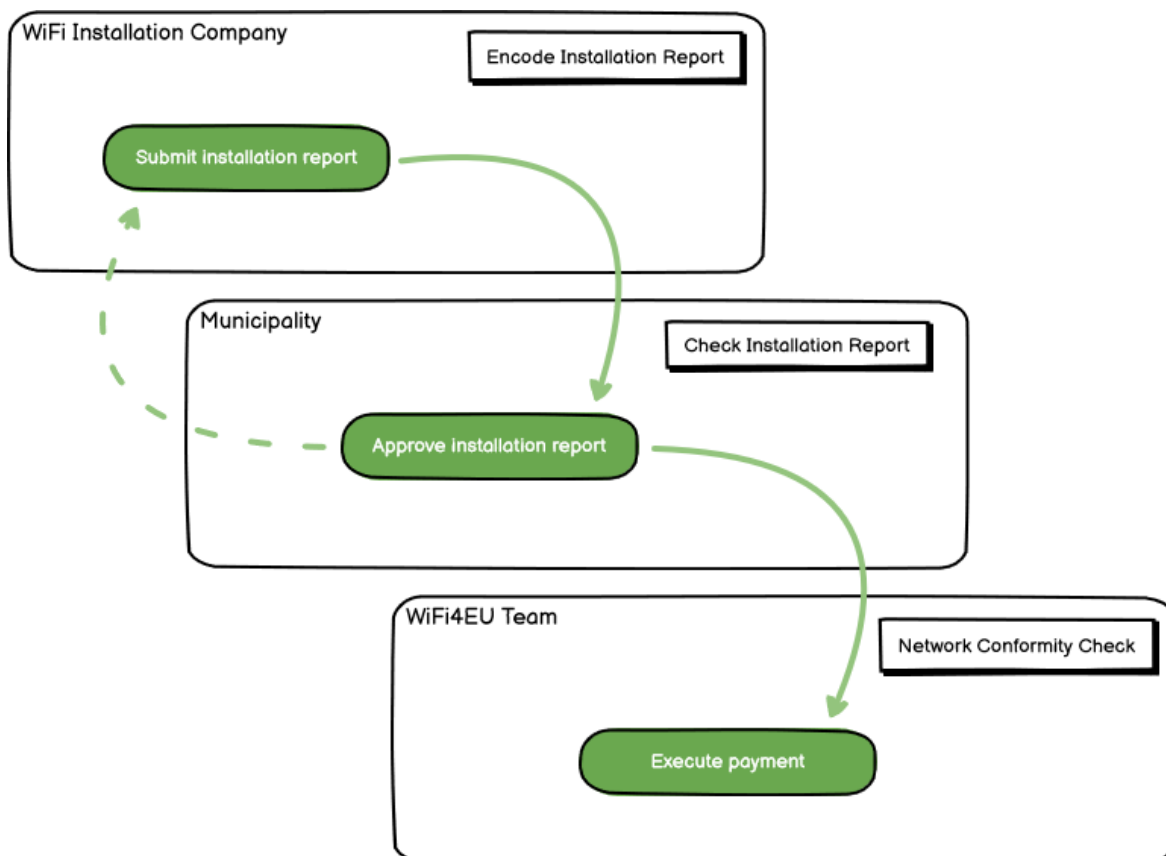 WiFi Installation Company
Encode Installation Report
Submit installation report
Municipality
Check Installation Report
Approve installation report
WiFi4EU Team
Network Conformity Check
Execute payment